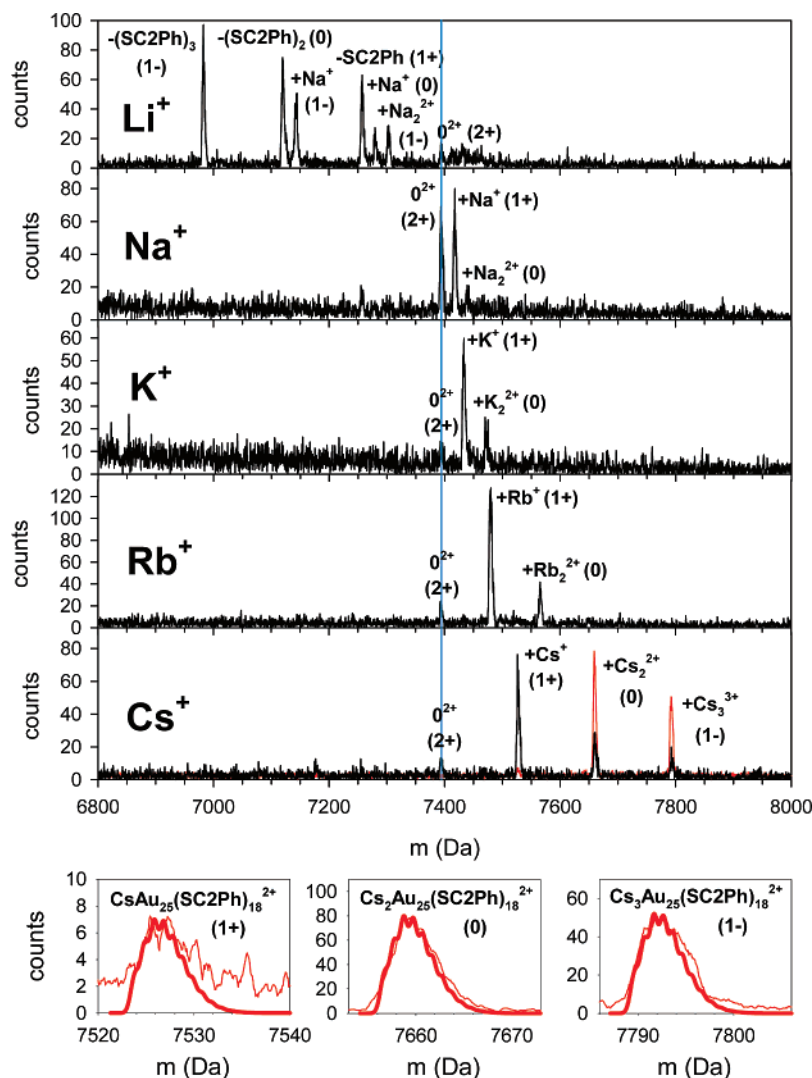 100
80
60
40
20
0
counts
Li⁺
-(SC2Ph)₃
(1-)
-(SC2Ph)₂ (0)
+Na⁺
(1-)
-SC2Ph (1+)
+Na⁺ (0)
+Na₂²⁺
(1-)
0²⁺ (2+)
80
60
40
20
0
counts
Na⁺
0²⁺
(2+)
+Na⁺ (1+)
+Na₂²⁺ (0)
60
50
40
30
20
10
0
counts
K⁺
0²⁺
(2+)
+K⁺ (1+)
+K₂²⁺ (0)
120
100
80
60
40
20
0
counts
Rb⁺
0²⁺
(2+)
+Rb⁺ (1+)
+Rb₂²⁺ (0)
80
60
40
20
0
counts
Cs⁺
0²⁺
(2+)
+Cs⁺
(1+)
+Cs₂²⁺
(0)
+Cs₃³⁺
(1-)
6800 7000 7200 7400 7600 7800 8000
m (Da)
10
8
6
4
2
0
counts
CsAu₂₅(SC2Ph)₁₈²⁺
(1+)
7520 7530 7540
m (Da)
100
80
60
40
20
0
Cs₂Au₂₅(SC2Ph)₁₈²⁺
(0)
7660 7670
m (Da)
60
40
20
0
Cs₃Au₂₅(SC2Ph)₁₈²⁺
(1-)
7790 7800
m (Da)